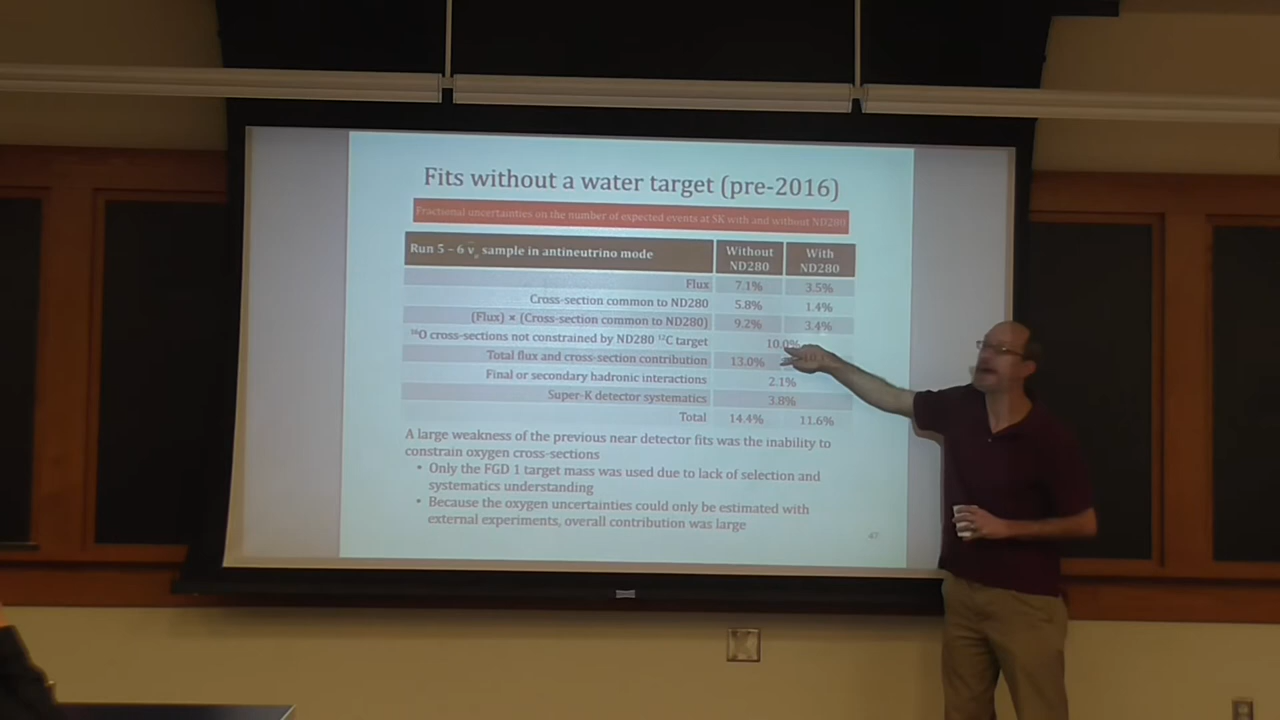 Fits without a water target (pre-2016)
Fractional uncertainties on the number of expected events at SK with and without ND280
Run 5 – 6 ν̄ₑ sample in antineutrino mode Without ND280 With ND280
Flux 7.1% 3.5%
Cross-section common to ND280 5.8% 1.4%
(Flux) × (Cross-section common to ND280) 9.2% 3.4%
¹⁶O cross-sections not constrained by ND280 ¹²C target 10.0%
Total flux and cross-section contribution 13.0%
Final or secondary hadronic interactions 2.1%
Super-K detector systematics 3.8%
Total 14.4% 11.6%
A large weakness of the previous near detector fits was the inability to
constrain oxygen cross-sections
• Only the FGD 1 target mass was used due to lack of selection and
systematics understanding
• Because the oxygen uncertainties could only be estimated with
external experiments, overall contribution was large
47